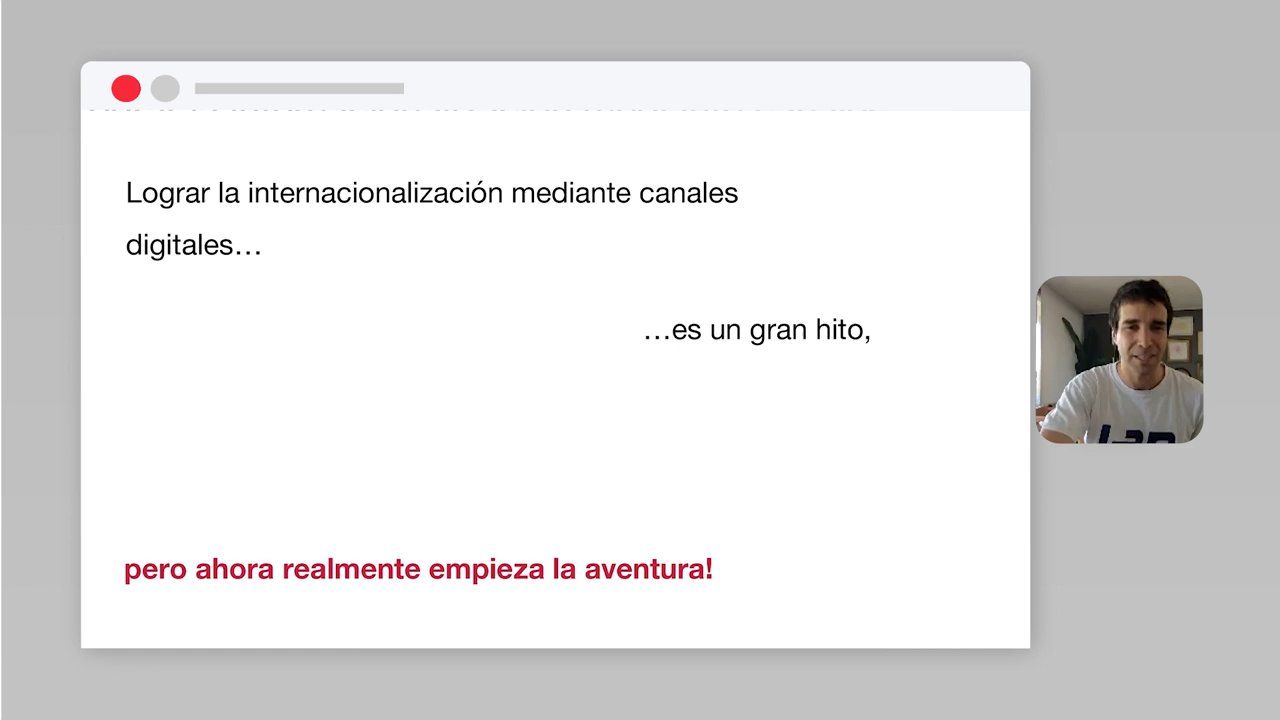 Lograr la internacionalización mediante canales
digitales…
…es un gran hito,
pero ahora realmente empieza la aventura!